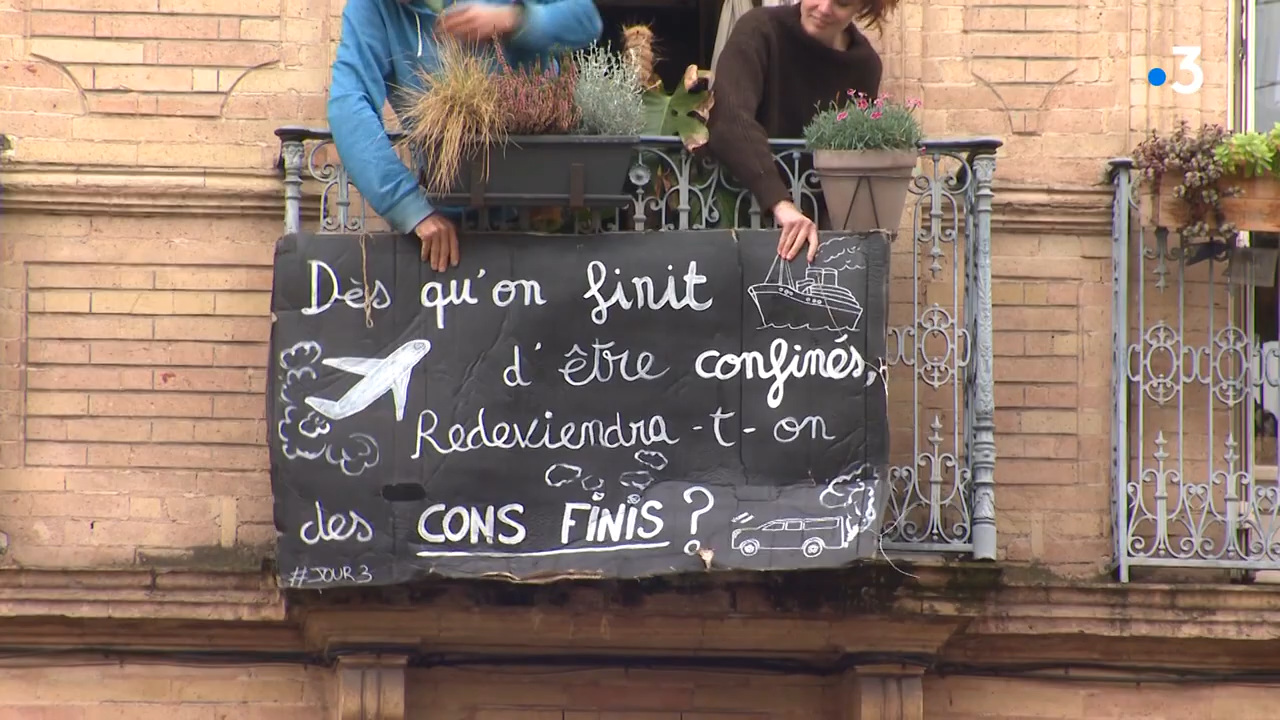 3
Dès qu'on finit
d'être confinés,
Redeviendra-t-on
des CONS FINIS ?
#JOUR3